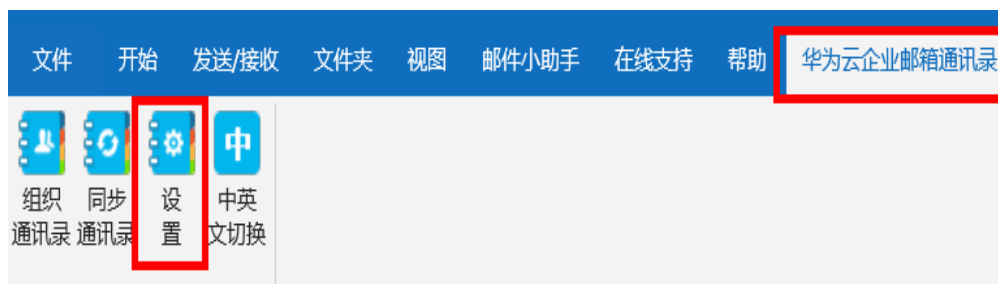 文件 开始 发送/接收 文件夹 视图 邮件小助手 在线支持 帮助 华为云企业邮箱通讯录
中
组织 同步 设 中英
通讯录 通讯录 置 文切换